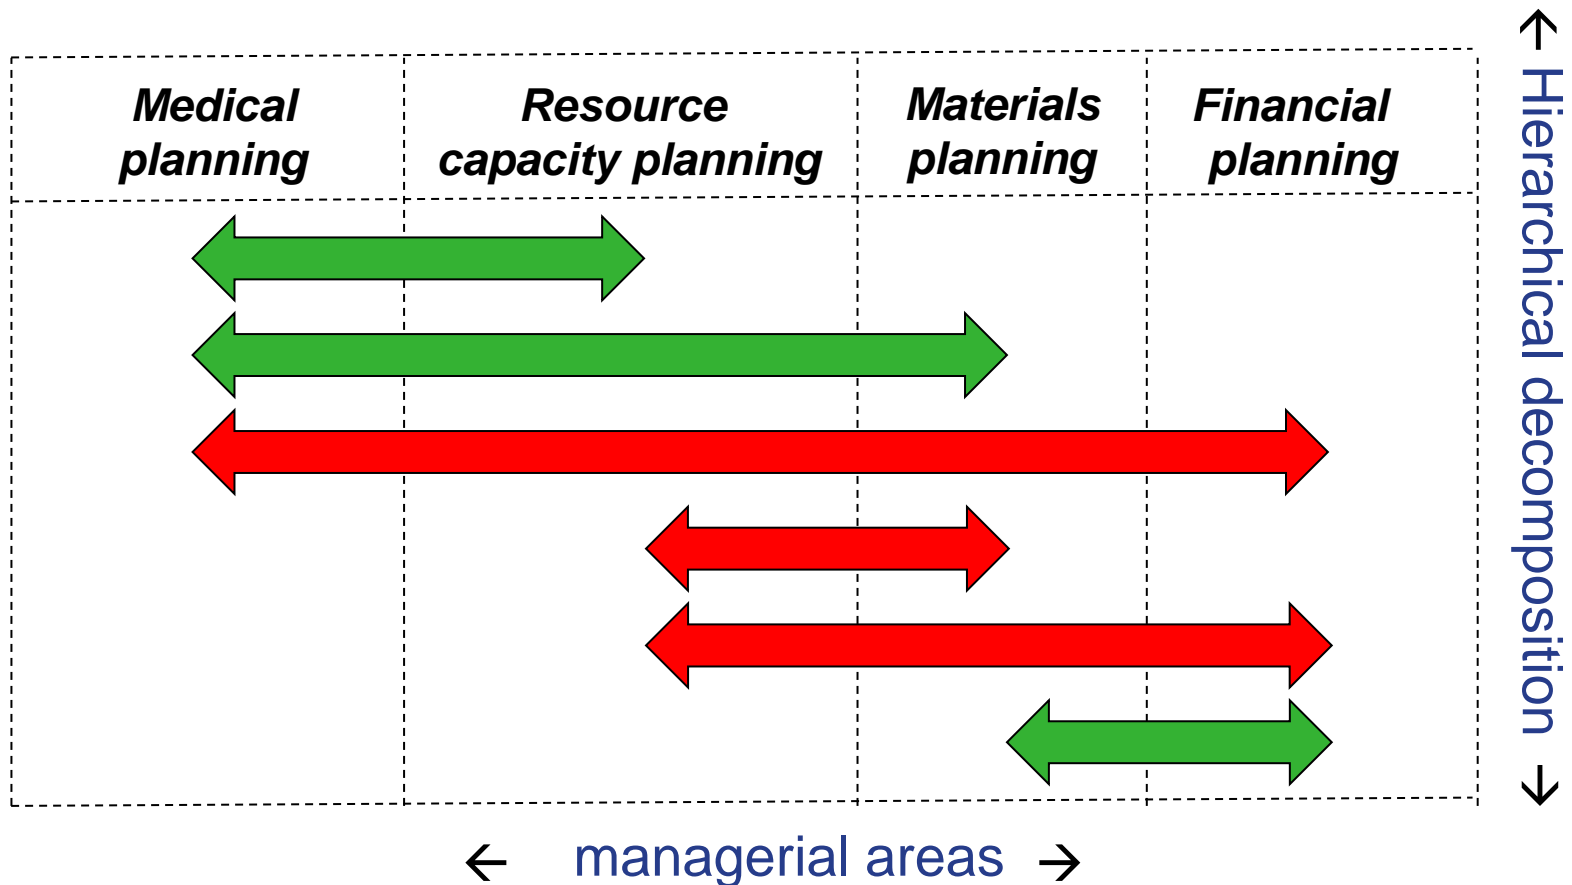 Medical
planning
Resource
capacity planning
Materials
planning
Financial
planning
← Hierarchical decomposition →
← managerial areas →